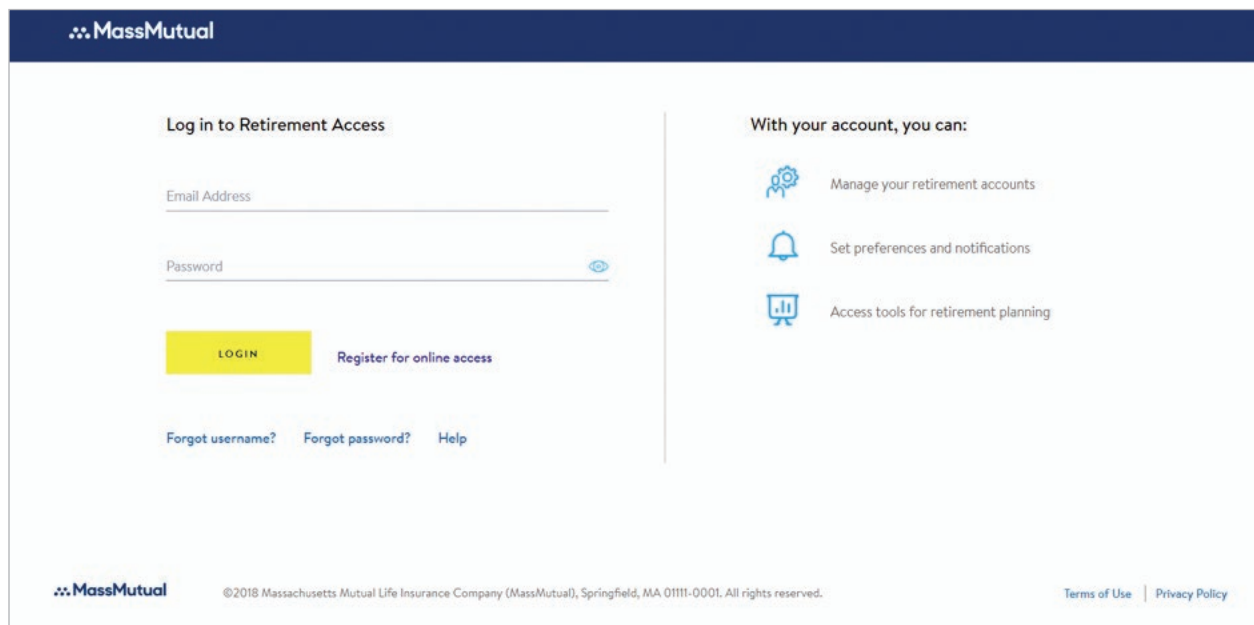 MassMutual
Log in to Retirement Access
Email Address
Password
LOGIN
Register for online access
Forgot username? Forgot password? Help
With your account, you can:
Manage your retirement accounts
Set preferences and notifications
Access tools for retirement planning
MassMutual
©2018 Massachusetts Mutual Life Insurance Company (MassMutual), Springfield, MA 01111-0001. All rights reserved.
Terms of Use | Privacy Policy